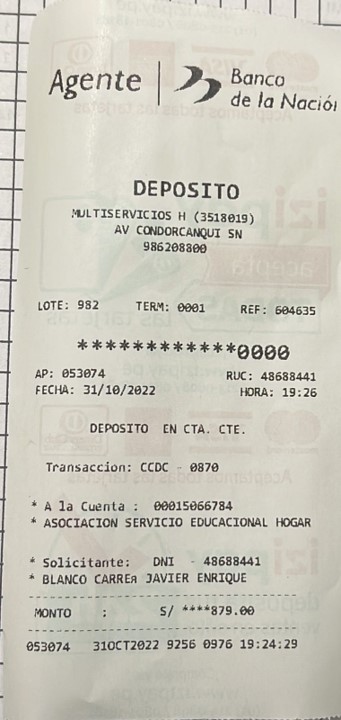 Agente
Banco
de la Nación
DEPOSITO
MULTISERVICIOS H (3518019)
AV CONDORCANQUI SN
986208800
LOTE: 982 TERM: 0001 REF: 604635
************0000
AP: 053074 RUC: 48688441
FECHA: 31/10/2022 HORA: 19:26
DEPOSITO EN CTA. CTE.
Transaccion: CCDC - 0870
* A la Cuenta : 00015066784
* ASOCIACION SERVICIO EDUCACIONAL HOGAR
* Solicitante: DNI - 48688441
* BLANCO CARRER JAVIER ENRIQUE
MONTO : S/ ****879.00
053074 31OCT2022 9256 0976 19:24:29